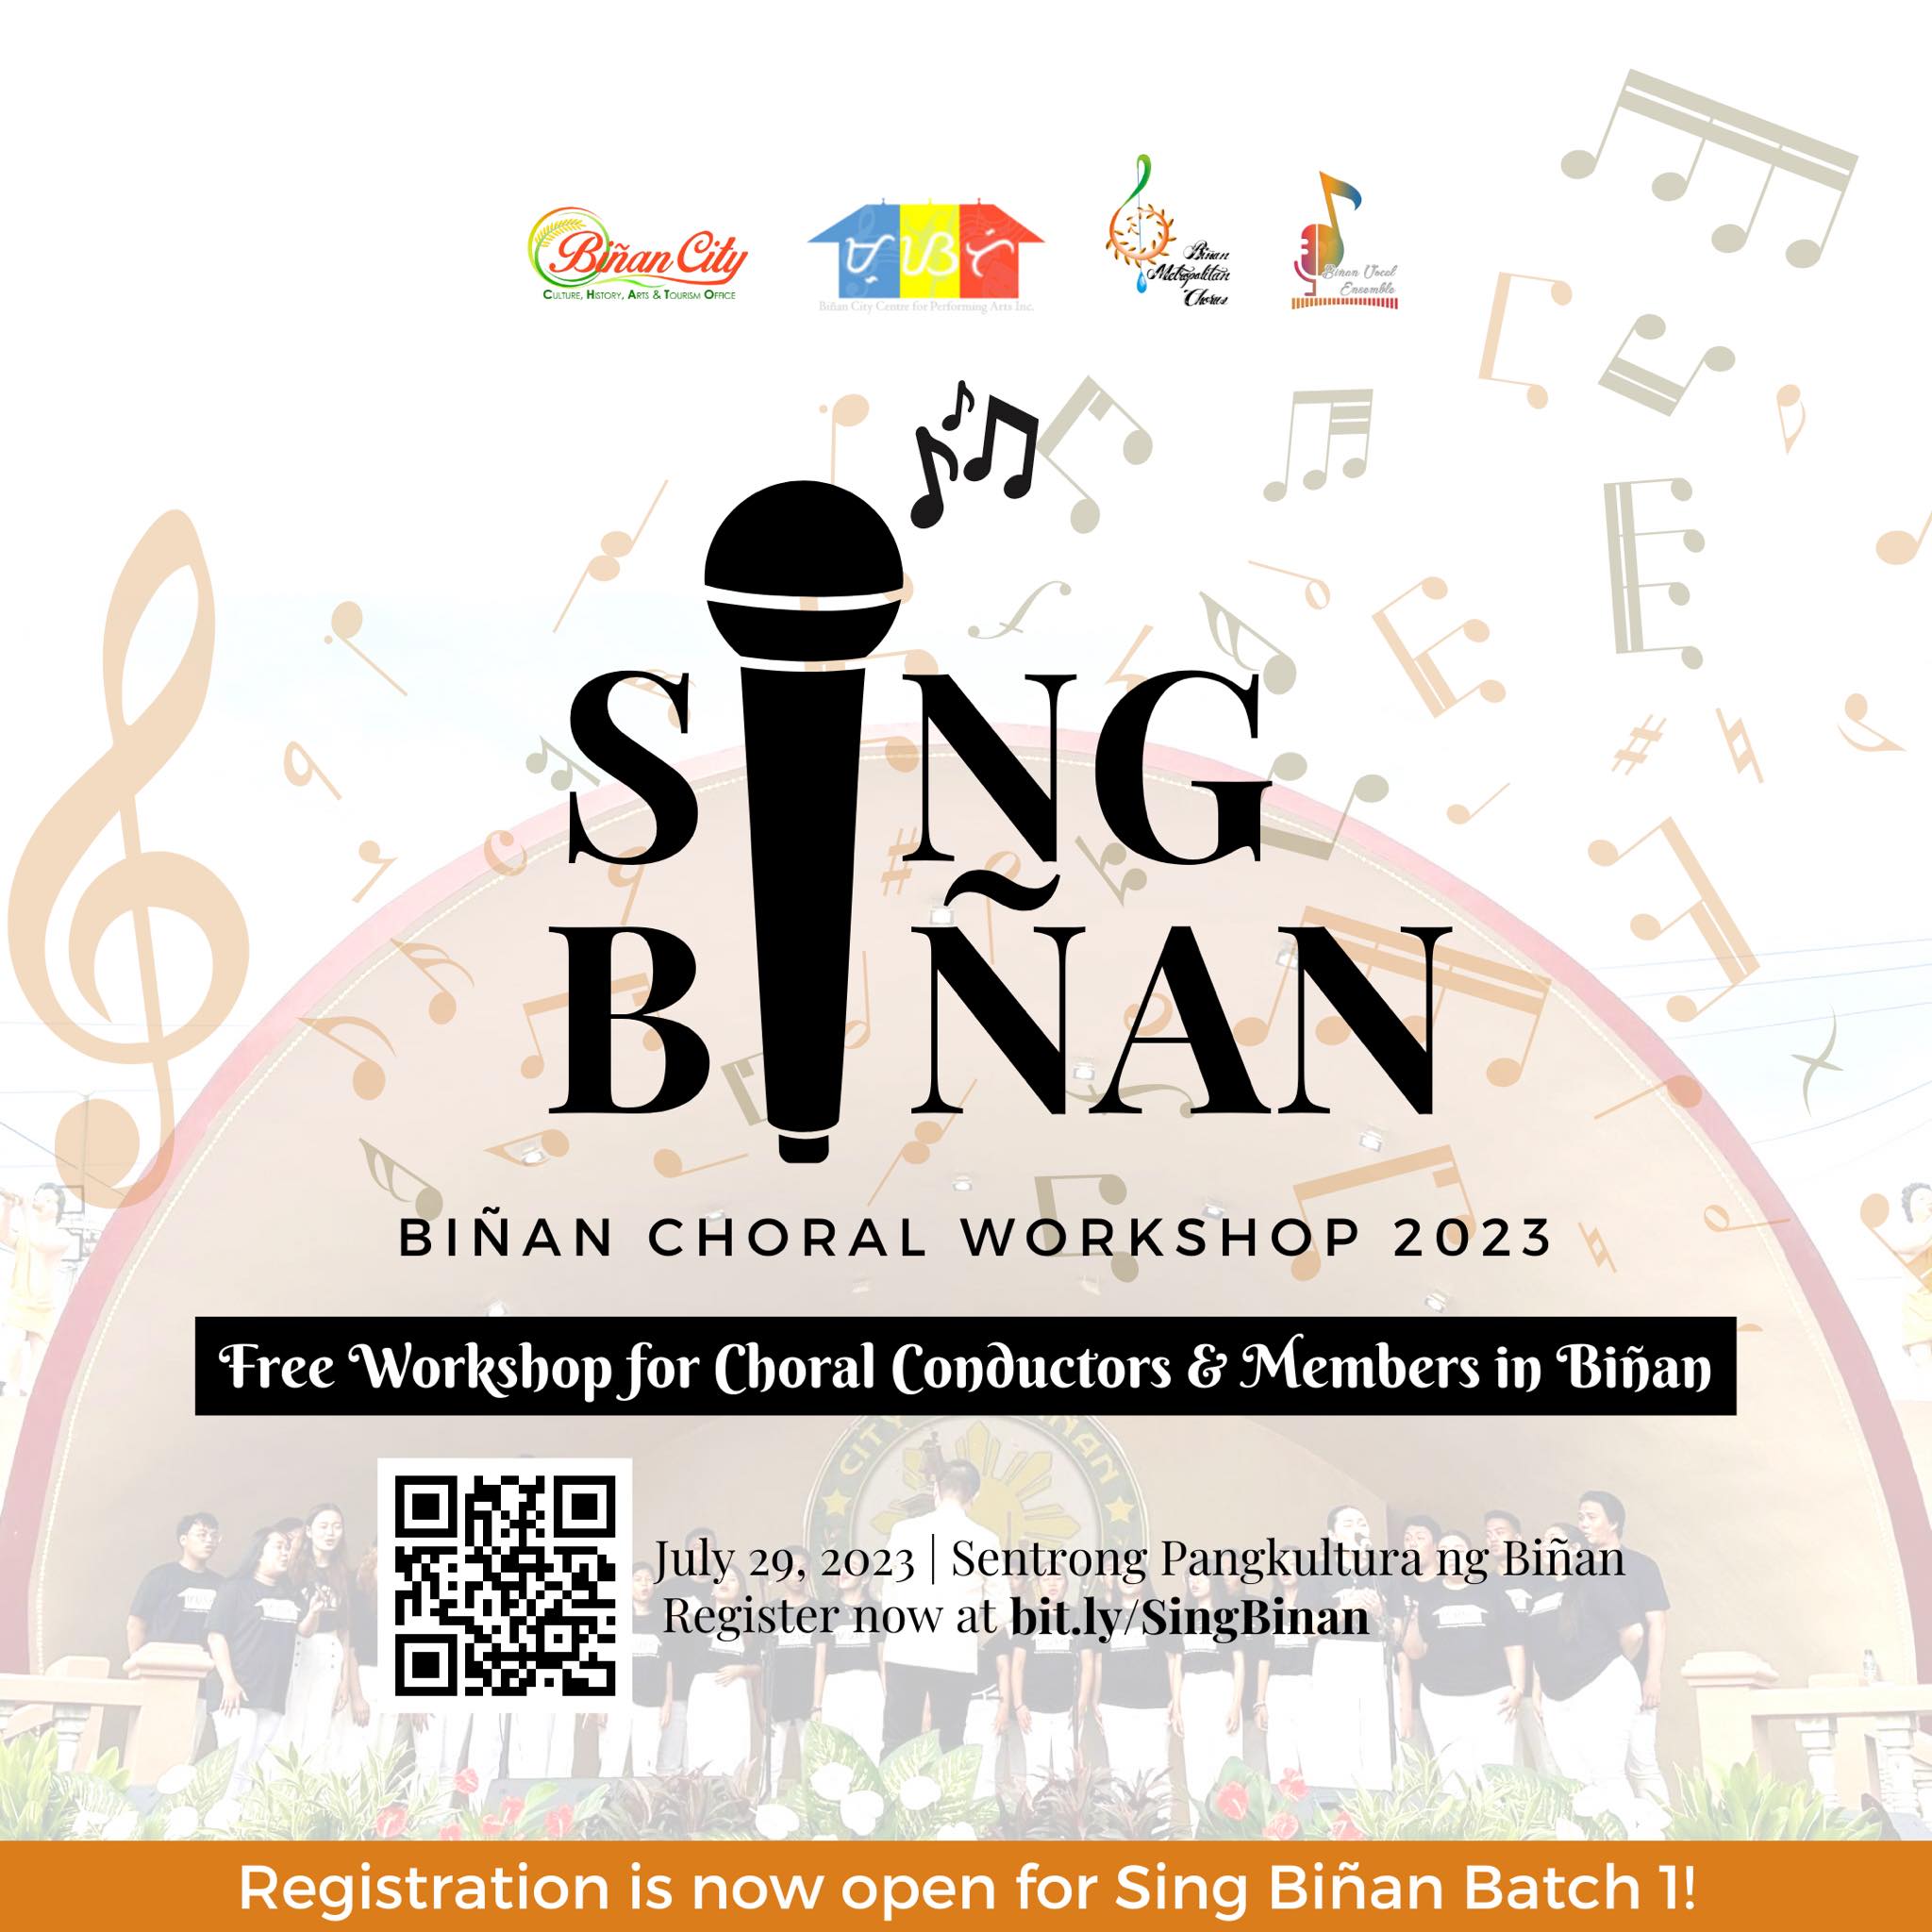 Biñan City
CULTURE, HISTORY, ARTS & TOURISM OFFICE
Biñan City Centre for Performing Arts Inc.
Biñan
Metropolitan
Chorus
Biñan Vocal
Ensemble
SING
BIÑAN
BIÑAN CHORAL WORKSHOP 2023
Free Workshop for Choral Conductors & Members in Biñan
July 29, 2023 | Sentrong Pangkultura ng Biñan
Register now at bit.ly/SingBinan
Registration is now open for Sing Biñan Batch 1!